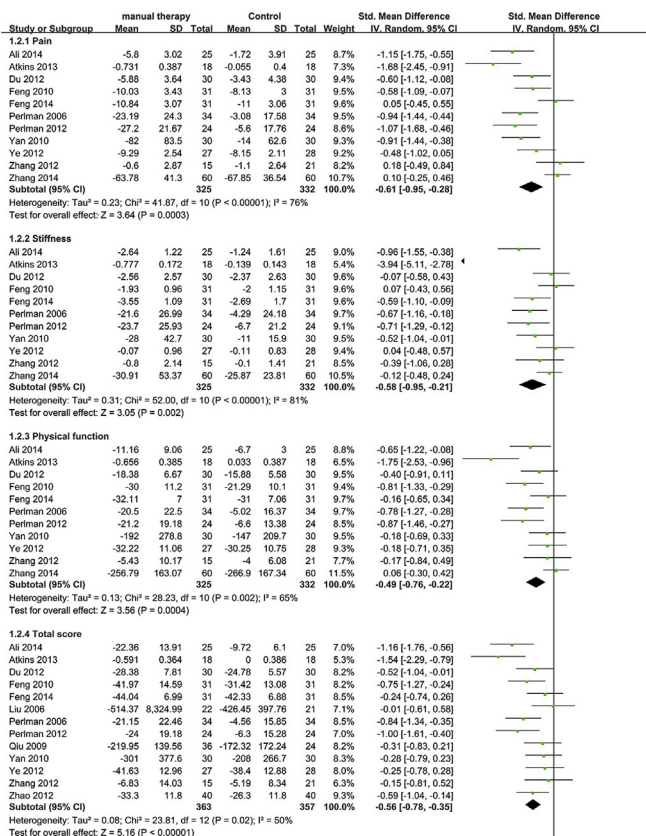 manual therapy Control Std. Mean Difference Std. Mean Difference
Study or Subgroup Mean SD Total Mean SD Total Weight IV. Random. 95% CI IV. Random. 95% CI
1.2.1 Pain
Ali 2014 -5.8 3.02 25 -1.72 3.91 25 8.7% -1.15 [-1.75, -0.55]
Atkins 2013 -0.731 0.387 18 -0.055 0.4 18 7.3% -1.68 [-2.45, -0.91]
Du 2012 -5.88 3.64 30 -3.43 4.38 30 9.3% -0.60 [-1.12, -0.08]
Feng 2010 -10.03 3.43 31 -8.13 3 31 9.3% -0.58 [-1.09, -0.07]
Feng 2014 -10.84 3.07 31 -11 3.06 31 9.4% 0.05 [-0.45, 0.55]
Perlman 2006 -23.19 24.3 34 -3.08 17.58 34 9.4% -0.94 [-1.44, -0.44]
Perlman 2012 -27.2 21.67 24 -5.6 17.76 24 8.6% -1.07 [-1.68, -0.46]
Yan 2010 -82 83.5 30 -14 62.6 30 9.2% -0.91 [-1.44, -0.38]
Ye 2012 -9.29 2.54 27 -8.15 2.11 28 9.1% -0.48 [-1.02, 0.05]
Zhang 2012 -0.6 2.87 15 -1.1 2.64 21 8.3% 0.18 [-0.49, 0.84]
Zhang 2014 -63.78 41.3 60 -67.85 36.54 60 10.4% 0.10 [-0.25, 0.46]
Subtotal (95% CI) 325 332 100.0% -0.61 [-0.95, -0.28]
Heterogeneity: Tau² = 0.23; Chi² = 41.87, df = 10 (P < 0.00001); I² = 76%
Test for overall effect: Z = 3.64 (P = 0.0003)
1.2.2 Stiffness
Ali 2014 -2.64 1.22 25 -1.24 1.61 25 9.0% -0.96 [-1.55, -0.38]
Atkins 2013 -0.777 0.172 18 -0.139 0.143 18 5.4% -3.94 [-5.11, -2.78]
Du 2012 -2.56 2.57 30 -2.37 2.63 30 9.4% -0.07 [-0.58, 0.43]
Feng 2010 -1.93 0.96 31 -2 1.15 31 9.4% 0.07 [-0.43, 0.56]
Feng 2014 -3.55 1.09 31 -2.69 1.7 31 9.4% -0.59 [-1.10, -0.09]
Perlman 2006 -21.6 26.99 34 -4.29 24.18 34 9.5% -0.67 [-1.16, -0.18]
Perlman 2012 -23.7 25.93 24 -6.7 21.2 24 9.0% -0.71 [-1.29, -0.12]
Yan 2010 -28 42.7 30 -11 15.9 30 9.3% -0.52 [-1.04, -0.01]
Ye 2012 -0.07 0.96 27 -0.11 0.83 28 9.3% 0.04 [-0.48, 0.57]
Zhang 2012 -0.8 2.14 15 -0.1 1.41 21 8.6% -0.39 [-1.06, 0.28]
Zhang 2014 -30.91 53.37 60 -25.87 23.81 60 10.2% -0.12 [-0.48, 0.24]
Subtotal (95% CI) 325 332 100.0% -0.58 [-0.95, -0.21]
Heterogeneity: Tau² = 0.31; Chi² = 52.00, df = 10 (P < 0.00001); I² = 81%
Test for overall effect: Z = 3.05 (P = 0.002)
1.2.3 Physical function
Ali 2014 -11.16 9.06 25 -6.7 3 25 8.8% -0.65 [-1.22, -0.08]
Atkins 2013 -0.656 0.385 18 0.033 0.387 18 6.3% -1.75 [-2.53, -0.96]
Du 2012 -18.38 6.67 30 -15.88 5.58 30 9.6% -0.40 [-0.91, 0.11]
Feng 2010 -30 11.2 31 -21.29 10.1 31 9.4% -0.81 [-1.33, -0.29]
Feng 2014 -32.11 7 31 -31 7.06 31 9.8% -0.16 [-0.65, 0.34]
Perlman 2006 -20.5 22.5 34 -5.02 16.37 34 9.8% -0.78 [-1.27, -0.28]
Perlman 2012 -21.2 19.18 24 -6.6 13.38 24 8.4% -0.87 [-1.46, -0.27]
Yan 2010 -192 278.8 30 -147 209.7 30 9.7% -0.18 [-0.69, 0.33]
Ye 2012 -32.22 11.06 27 -30.25 10.75 28 9.3% -0.18 [-0.71, 0.35]
Zhang 2012 -5.43 10.17 15 -4 6.08 21 7.6% -0.17 [-0.84, 0.49]
Zhang 2014 -256.79 163.07 60 -266.9 167.34 60 11.5% 0.06 [-0.30, 0.42]
Subtotal (95% CI) 325 332 100.0% -0.49 [-0.76, -0.22]
Heterogeneity: Tau² = 0.13; Chi² = 28.23, df = 10 (P = 0.002); I² = 65%
Test for overall effect: Z = 3.56 (P = 0.0004)
1.2.4 Total score
Ali 2014 -22.36 13.91 25 -9.72 6.1 25 7.0% -1.16 [-1.76, -0.56]
Atkins 2013 -0.591 0.364 18 0 0.386 18 5.3% -1.54 [-2.29, -0.79]
Du 2012 -28.38 7.81 30 -24.78 5.57 30 8.2% -0.52 [-1.04, -0.01]
Feng 2010 -41.97 14.59 31 -31.42 13.08 31 8.2% -0.75 [-1.27, -0.24]
Feng 2014 -44.04 6.99 31 -42.33 6.88 31 8.4% -0.24 [-0.74, 0.26]
Liu 2006 -514.37 8,324.99 22 -426.45 397.76 21 7.0% -0.01 [-0.61, 0.58]
Perlman 2006 -21.15 22.46 34 -4.56 15.85 34 8.4% -0.84 [-1.34, -0.35]
Perlman 2012 -24 19.18 24 -6.3 15.28 24 7.0% -1.00 [-1.61, -0.40]
Qiu 2009 -219.95 139.56 36 -172.32 172.24 24 8.1% -0.31 [-0.83, 0.21]
Yan 2010 -301 377.6 30 -208 266.7 30 8.3% -0.28 [-0.79, 0.23]
Ye 2012 -41.63 12.96 27 -38.4 12.88 28 8.0% -0.25 [-0.78, 0.28]
Zhang 2012 -6.83 14.03 15 -5.19 8.34 21 6.2% -0.15 [-0.81, 0.52]
Zhao 2012 -33.3 11.8 40 -26.3 11.8 40 9.1% -0.59 [-1.04, -0.14]
Subtotal (95% CI) 363 357 100.0% -0.56 [-0.78, -0.35]
Heterogeneity: Tau² = 0.08; Chi² = 23.81, df = 12 (P = 0.02); I² = 50%
Test for overall effect: Z = 5.16 (P < 0.00001)